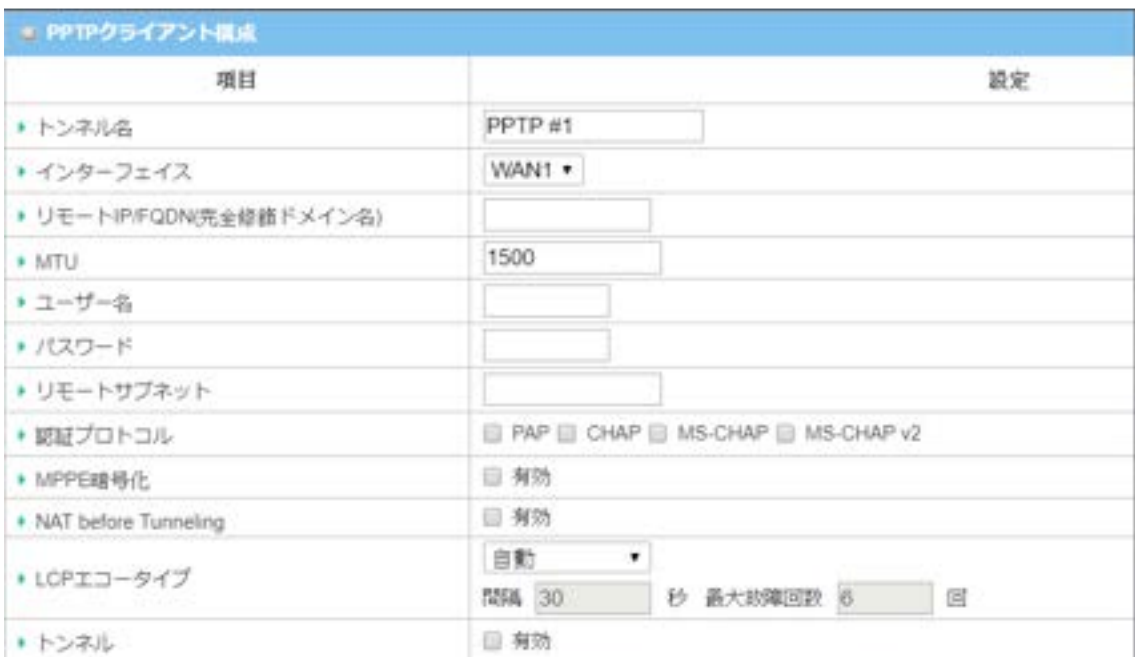 PPTPクライアント構成
項目 設定
トンネル名 PPTP #1
インターフェイス WAN1
リモートIP/FQDN(完全修飾ドメイン名)
MTU 1500
ユーザー名
パスワード
リモートサブネット
認証プロトコル PAP CHAP MS-CHAP MS-CHAP v2
MPPE暗号化 有効
NAT before Tunneling 有効
LCPエコータイプ 自動
間隔 30 秒 最大故障回数 6 回
トンネル 有効